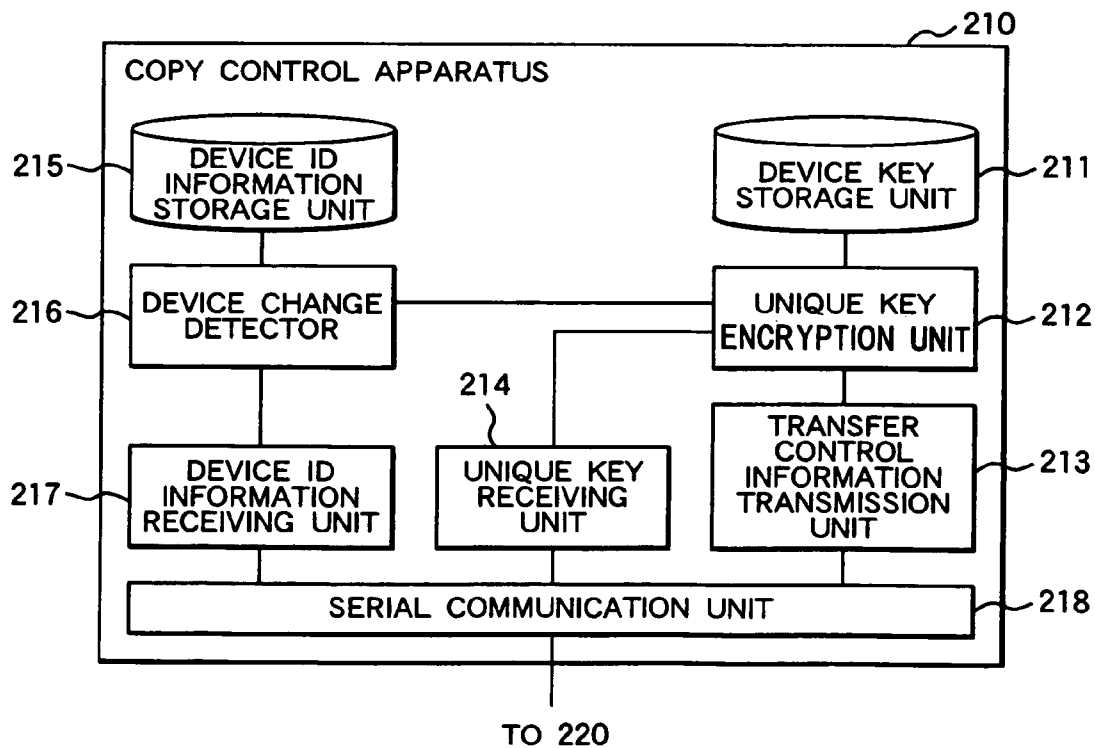 210
COPY CONTROL APPARATUS
215
DEVICE ID
INFORMATION
STORAGE UNIT
DEVICE KEY
STORAGE UNIT
211
216
DEVICE CHANGE
DETECTOR
UNIQUE KEY
ENCRYPTION UNIT
212
214
217
DEVICE ID
INFORMATION
RECEIVING UNIT
UNIQUE KEY
RECEIVING
UNIT
TRANSFER
CONTROL
INFORMATION
TRANSMISSION
UNIT
213
SERIAL COMMUNICATION UNIT
218
TO 220